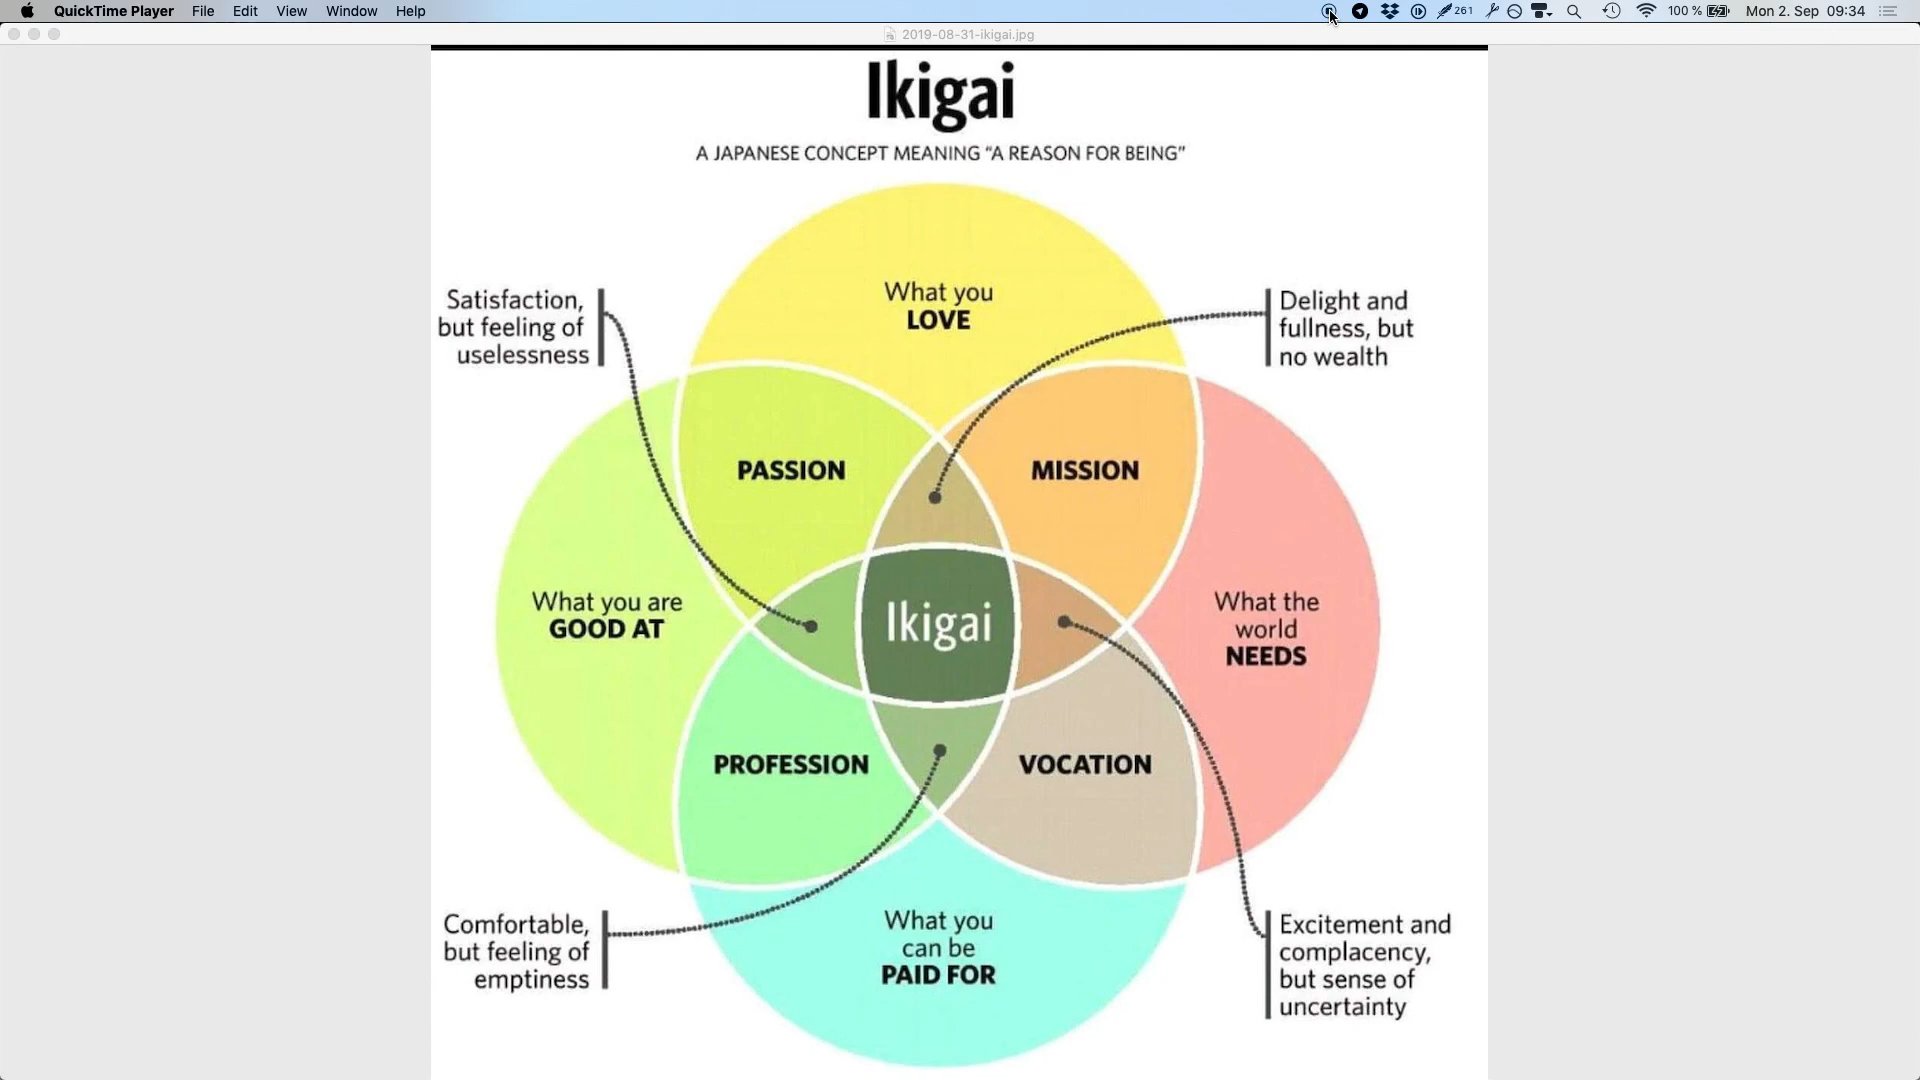 QuickTime Player File Edit View Window Help 261 100 % Mon 2. Sep 09:34
2019-08-31-ikigai.jpg
Ikigai
A JAPANESE CONCEPT MEANING “A REASON FOR BEING”
What you
LOVE
Satisfaction,
but feeling of
uselessness
Delight and
fullness, but
no wealth
PASSION
MISSION
What you are
GOOD AT
Ikigai
What the
world
NEEDS
PROFESSION
VOCATION
Comfortable,
but feeling of
emptiness
What you
can be
PAID FOR
Excitement and
complacency,
but sense of
uncertainty